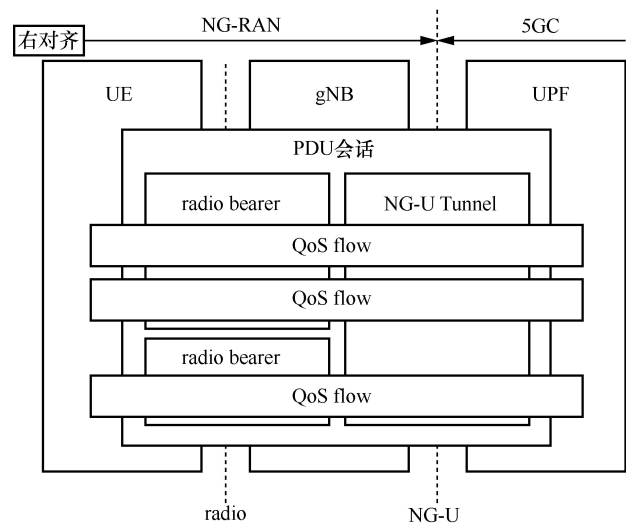 右对齐 NG-RAN 5GC
UE gNB UPF
PDU会话
radio bearer NG-U Tunnel
QoS flow
QoS flow
radio bearer
QoS flow
radio NG-U